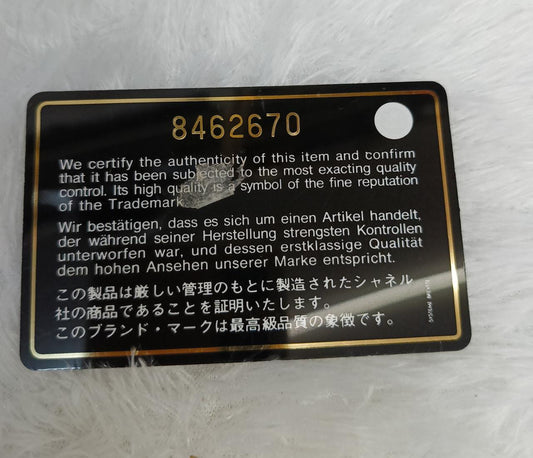 8462670
We certify the authenticity of this item and confirm
that it has been subjected to the most exacting quality
control. Its high quality is a symbol of the fine reputation
of the Trademark
Wir bestätigen, dass es sich um einen Artikel handelt,
der während seiner Herstellung strengsten Kontrollen
unterworfen war, und dessen erstklassige Qualität
dem hohen Ansehen unserer Marke entspricht.
この製品は厳しい管理のもとに製造されたシャネル
社の商品であることを証明いたします。
このブランド・マークは最高級品質の象徴です。